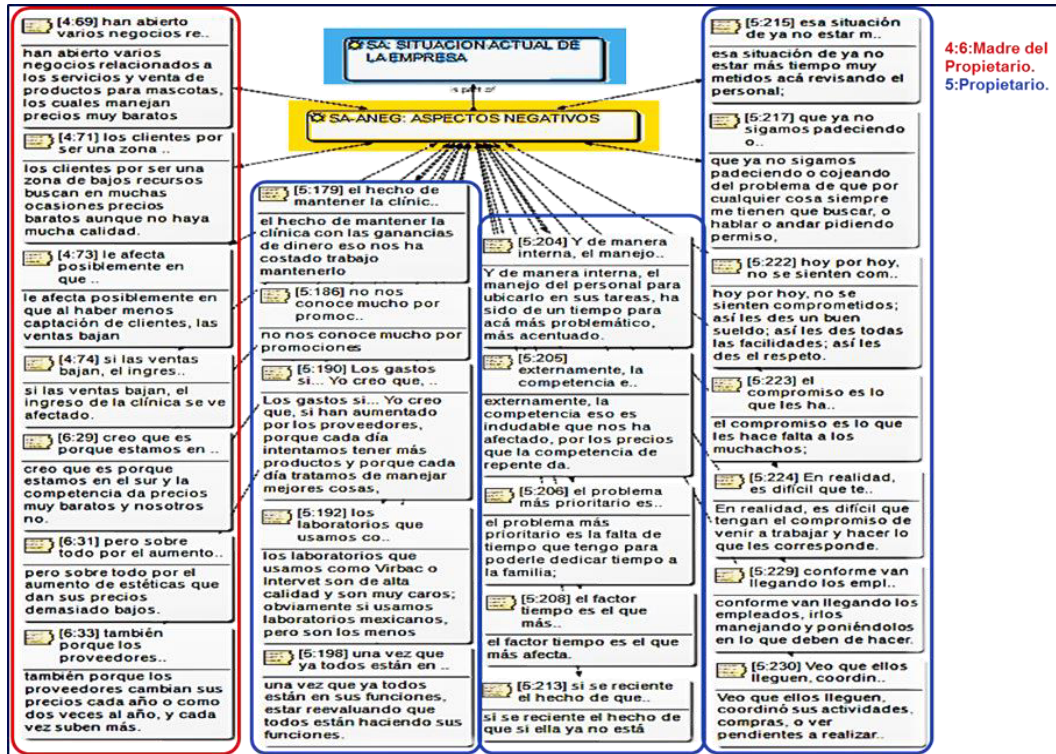 SA: SITUACION ACTUAL DE
LA EMPRESA
is part of
SA-ANEG: ASPECTOS NEGATIVOS
[4:69] han abierto
varios negocios re..
han abierto varios
negocios relacionados a
los servicios y venta de
productos para mascotas,
los cuales manejan
precios muy baratos
[4:71] los clientes por
ser una zona ..
los clientes por ser una
zona de bajos recursos
buscan en muchas
ocasiones precios
baratos aunque no haya
mucha calidad.
[4:73] le afecta
posiblemente en
que ..
le afecta posiblemente en
que al haber menos
captación de clientes, las
ventas bajan
[4:74] si las ventas
bajan, el ingres..
si las ventas bajan, el
ingreso de la clínica se ve
afectado.
[6:29] creo que es
porque estamos en ..
creo que es porque
estamos en el sur y la
competencia da precios
muy baratos y nosotros
no.
[6:31] pero sobre
todo por el aumento..
pero sobre todo por el
aumento de estéticas que
dan sus precios
demasiado bajos.
[6:33] también
porque los
proveedores..
también porque los
proveedores cambian sus
precios cada año o como
dos veces al año, y cada
vez suben más.
[5:179] el hecho de
mantener la clínic..
el hecho de mantener la
clínica con las ganancias
de dinero eso nos ha
costado trabajo
mantenerlo
[5:186] no nos
conoce mucho por
promoc..
no nos conoce mucho por
promociones
[5:190] Los gastos
si... Yo creo que, ..
Los gastos si... Yo creo
que, si han aumentado
por los proveedores,
porque cada día
intentamos tener más
productos y porque cada
día tratamos de manejar
mejores cosas,
[5:192] los
laboratorios que
usamos co..
los laboratorios que
usamos como Virbac o
Intervet son de alta
calidad y son muy caros;
obviamente si usamos
laboratorios mexicanos,
pero son los menos
[5:198] una vez que
ya todos están en ..
una vez que ya todos
están en sus funciones,
estar reevaluando que
todos están haciendo sus
funciones.
[5:204] Y de manera
interna, el manejo..
Y de manera interna, el
manejo del personal para
ubicarlo en sus tareas, ha
sido de un tiempo para
acá más problemático,
más acentuado.
[5:205]
externamente, la
competencia e..
externamente, la
competencia eso es
indudable que nos ha
afectado, por los precios
que la competencia de
repente da.
[5:206] el problema
más prioritario es..
el problema más
prioritario es la falta de
tiempo que tengo para
poderle dedicar tiempo a
la familia;
[5:208] el factor
tiempo es el que
más..
el factor tiempo es el que
más afecta.
[5:213] si se reciente
el hecho de que..
si se reciente el hecho de
que si ella ya no está
[5:215] esa situación
de ya no estar m..
esa situación de ya no
estar más tiempo muy
metidos acá revisando el
personal;
[5:217] que ya no
sigamos padeciendo
o..
que ya no sigamos
padeciendo o cojeando
del problema de que por
cualquier cosa siempre
me tienen que buscar, o
hablar o andar pidiendo
permiso,
[5:222] hoy por hoy,
no se sienten com..
hoy por hoy, no se
sienten comprometidos;
así les des un buen
sueldo; así les des todas
las facilidades; así les
des el respeto.
[5:223] el
compromiso es lo
que les ha..
el compromiso es lo que
les hace falta a los
muchachos;
[5:224] En realidad,
es difícil que te..
En realidad, es difícil que
tengan el compromiso de
venir a trabajar y hacer lo
que les corresponde.
[5:229] conforme van
llegando los empl..
conforme van llegando los
empleados, irlos
manejando y poniéndolos
en lo que deben de hacer.
[5:230] Veo que ellos
lleguen, coordin..
Veo que ellos lleguen,
coordinó sus actividades,
compras, o ver
pendientes a realizar..
4:6:Madre del
Propietario.
5:Propietario.